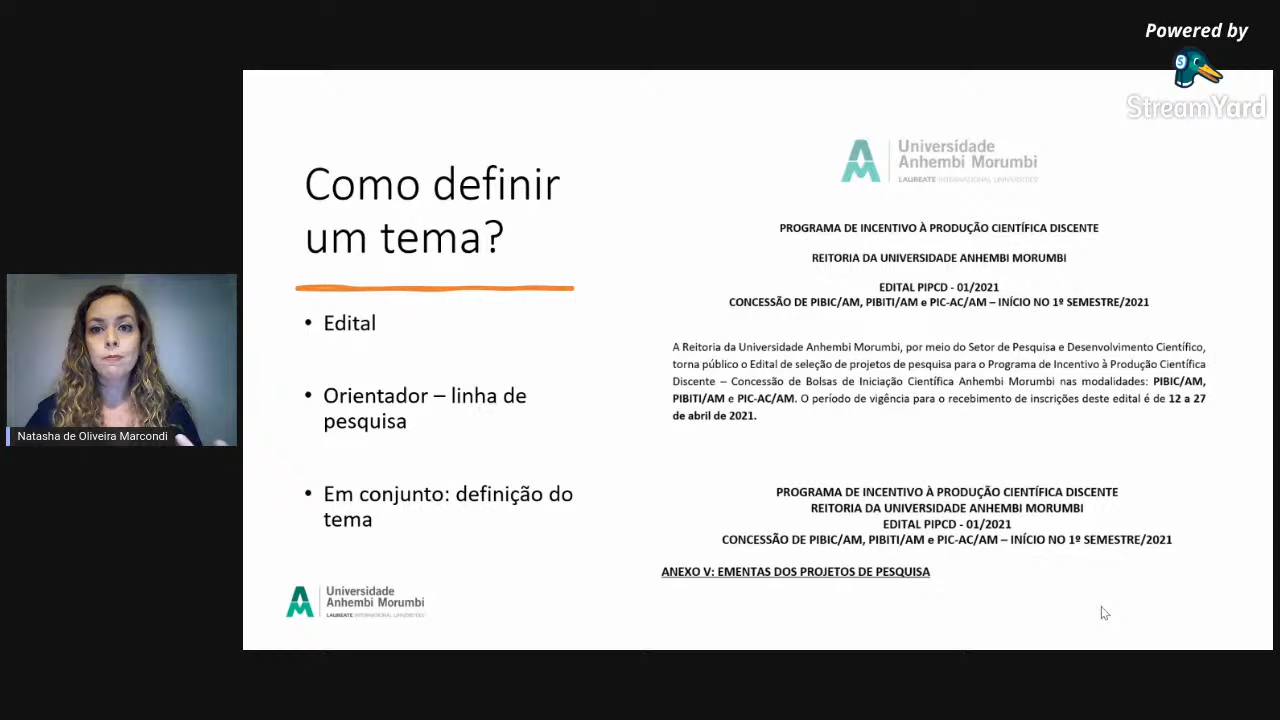 Powered by
StreamYard
Como definir
um tema?
• Edital
• Orientador – linha de
pesquisa
• Em conjunto: definição do
tema
Universidade
Anhembi Morumbi
LAUREATE INTERNATIONAL UNIVERSITIES
Universidade
Anhembi Morumbi
LAUREATE INTERNATIONAL UNIVERSITIES
PROGRAMA DE INCENTIVO À PRODUÇÃO CIENTÍFICA DISCENTE
REITORIA DA UNIVERSIDADE ANHEMBI MORUMBI
EDITAL PIPCD - 01/2021
CONCESSÃO DE PIBIC/AM, PIBITI/AM e PIC-AC/AM – INÍCIO NO 1º SEMESTRE/2021
A Reitoria da Universidade Anhembi Morumbi, por meio do Setor de Pesquisa e Desenvolvimento Científico,
torna público o Edital de seleção de projetos de pesquisa para o Programa de Incentivo à Produção Científica
Discente – Concessão de Bolsas de Iniciação Científica Anhembi Morumbi nas modalidades: PIBIC/AM,
PIBITI/AM e PIC-AC/AM. O período de vigência para o recebimento de inscrições deste edital é de 12 a 27
de abril de 2021.
PROGRAMA DE INCENTIVO À PRODUÇÃO CIENTÍFICA DISCENTE
REITORIA DA UNIVERSIDADE ANHEMBI MORUMBI
EDITAL PIPCD - 01/2021
CONCESSÃO DE PIBIC/AM, PIBITI/AM e PIC-AC/AM – INÍCIO NO 1º SEMESTRE/2021
ANEXO V: EMENTAS DOS PROJETOS DE PESQUISA
Natasha de Oliveira Marcondi